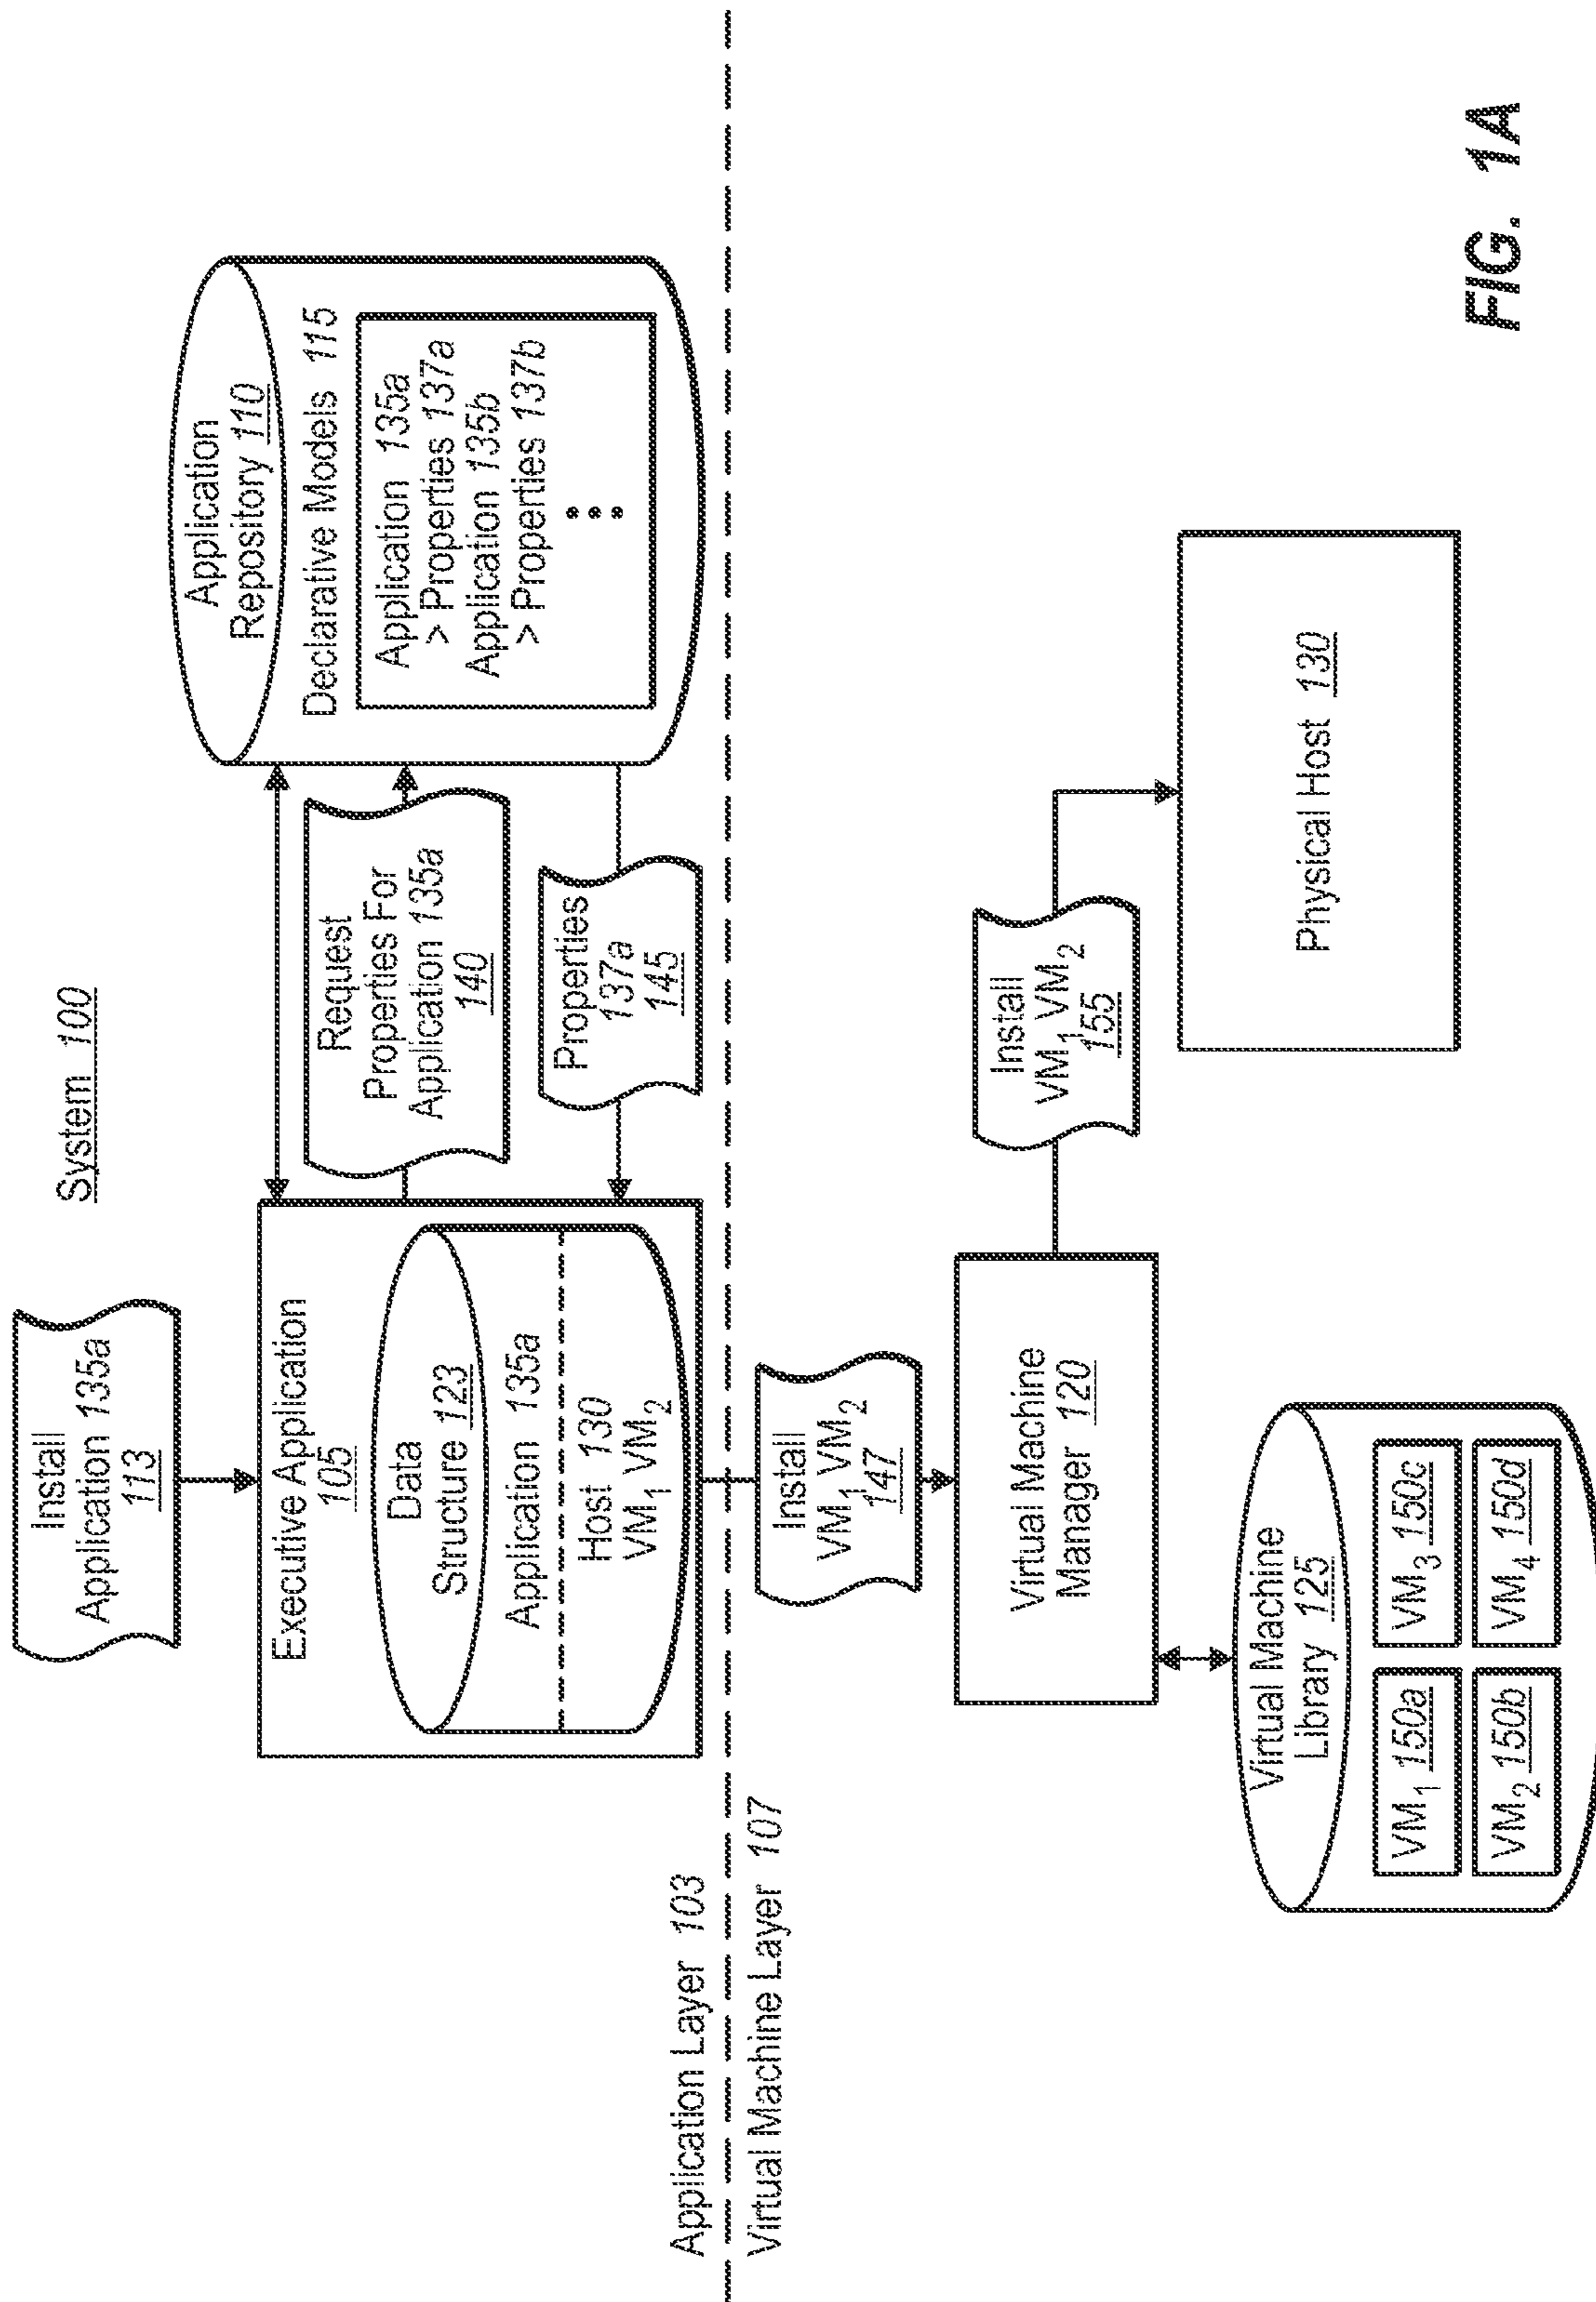 System 100
Install
Application 135a
113
Executive Application
105
Data
Structure 123
Application 135a
Host 130
VM1 VM2
Request
Properties For
Application 135a
140
Properties
137a
145
Application
Repository 110
Declarative Models 115
Application 135a
> Properties 137a
Application 135b
> Properties 137b
Application Layer 103
Virtual Machine Layer 107
Install
VM1 VM2
147
Virtual Machine
Manager 120
Install
VM1 VM2
155
Physical Host 130
Virtual Machine
Library 125
VM1 150a
VM3 150c
VM2 150b
VM4 150d
FIG. 1A